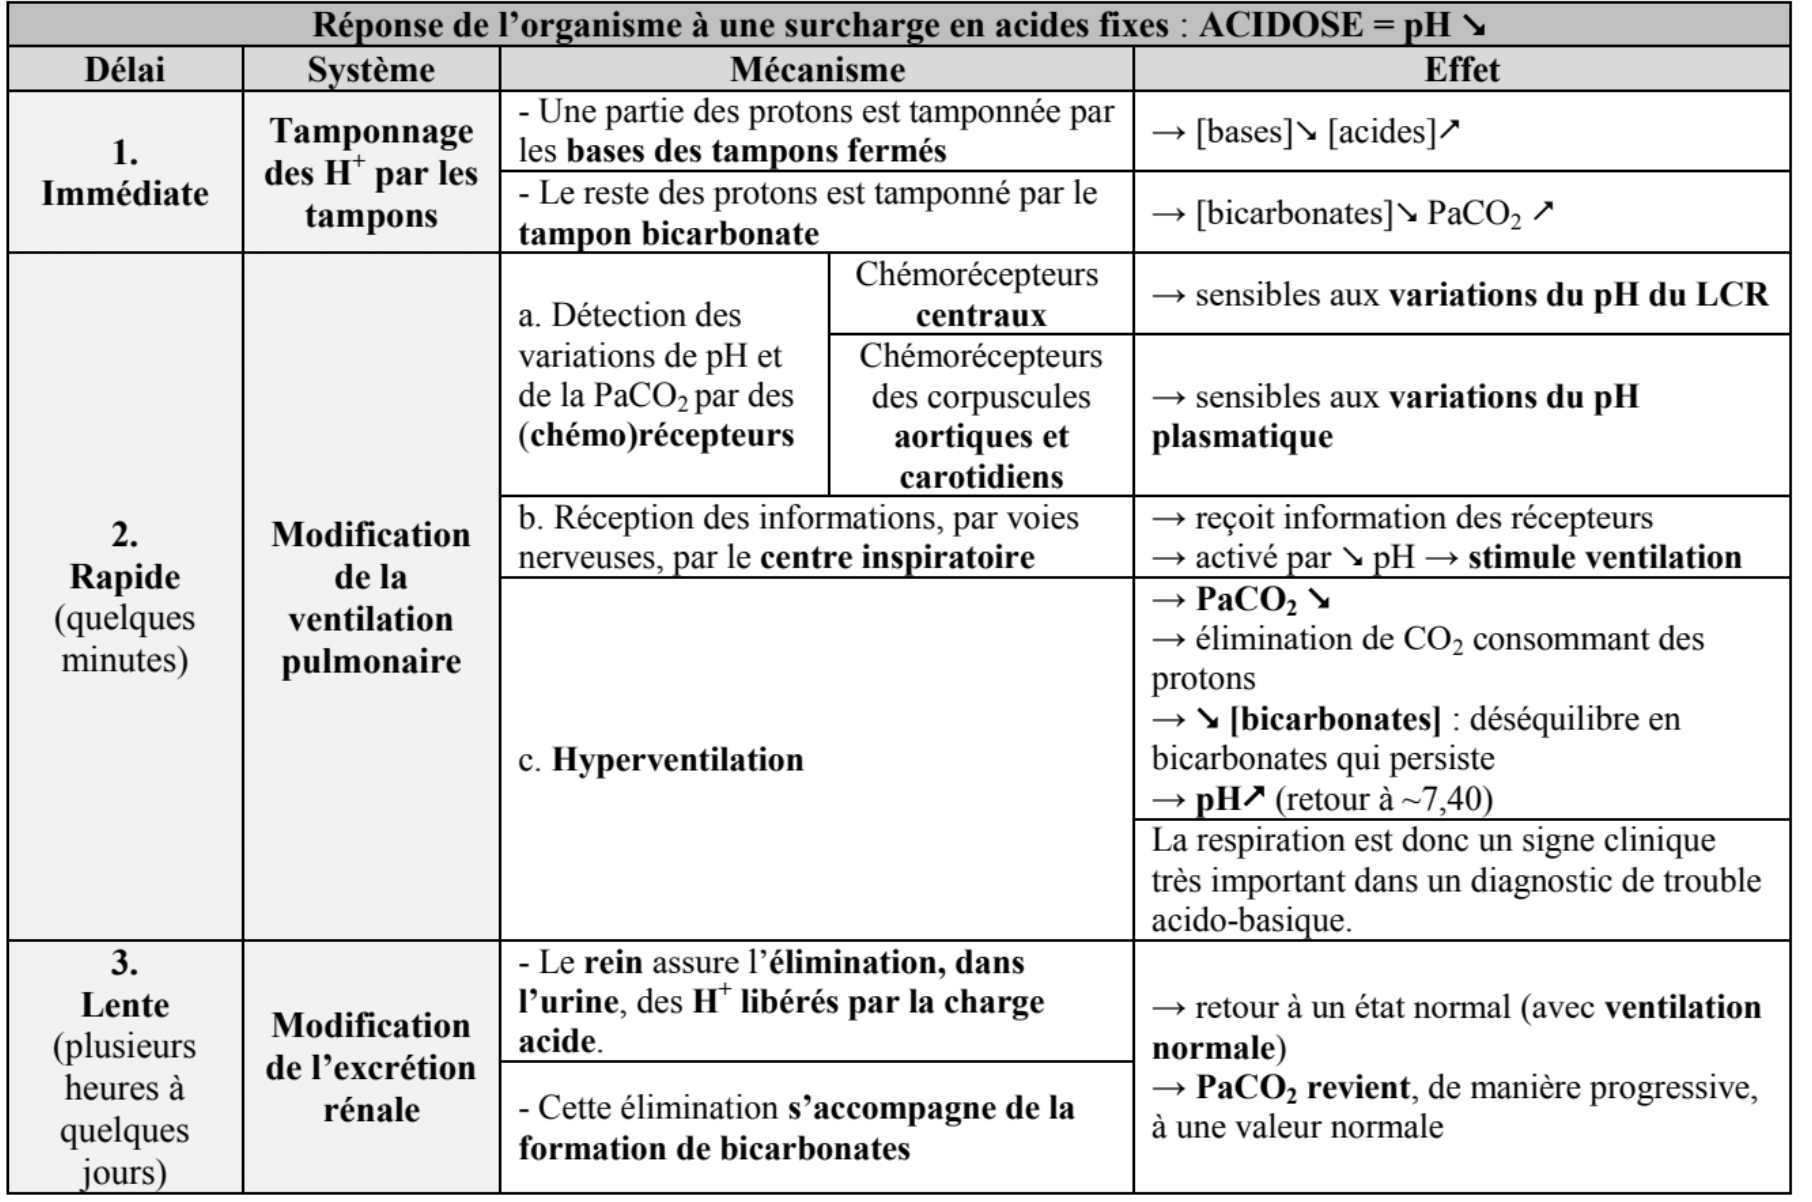 Réponse de l’organisme à une surcharge en acides fixes : ACIDOSE = pH ↘
Délai
Système
Mécanisme
Effet
1.
Immédiate
Tamponnage
des H⁺ par les
tampons
- Une partie des protons est tamponnée par
les bases des tampons fermés
→ [bases]↘ [acides]↗
- Le reste des protons est tamponné par le
tampon bicarbonate
→ [bicarbonates]↘ PaCO₂ ↗
2.
Rapide
(quelques
minutes)
Modification
de la
ventilation
pulmonaire
a. Détection des
variations de pH et
de la PaCO₂ par des
(chémo)récepteurs
Chémorécepteurs
centraux
→ sensibles aux variations du pH du LCR
Chémorécepteurs
des corpuscules
aortiques et
carotidiens
→ sensibles aux variations du pH
plasmatique
b. Réception des informations, par voies
nerveuses, par le centre inspiratoire
→ reçoit information des récepteurs
→ activé par ↘ pH → stimule ventilation
c. Hyperventilation
→ PaCO₂ ↘
→ élimination de CO₂ consommant des
protons
→ ↘ [bicarbonates] : déséquilibre en
bicarbonates qui persiste
→ pH↗ (retour à ~7,40)
La respiration est donc un signe clinique
très important dans un diagnostic de trouble
acido-basique.
3.
Lente
(plusieurs
heures à
quelques
jours)
Modification
de l’excrétion
rénale
- Le rein assure l’élimination, dans
l’urine, des H⁺ libérés par la charge
acide.
- Cette élimination s’accompagne de la
formation de bicarbonates
→ retour à un état normal (avec ventilation
normale)
→ PaCO₂ revient, de manière progressive,
à une valeur normale